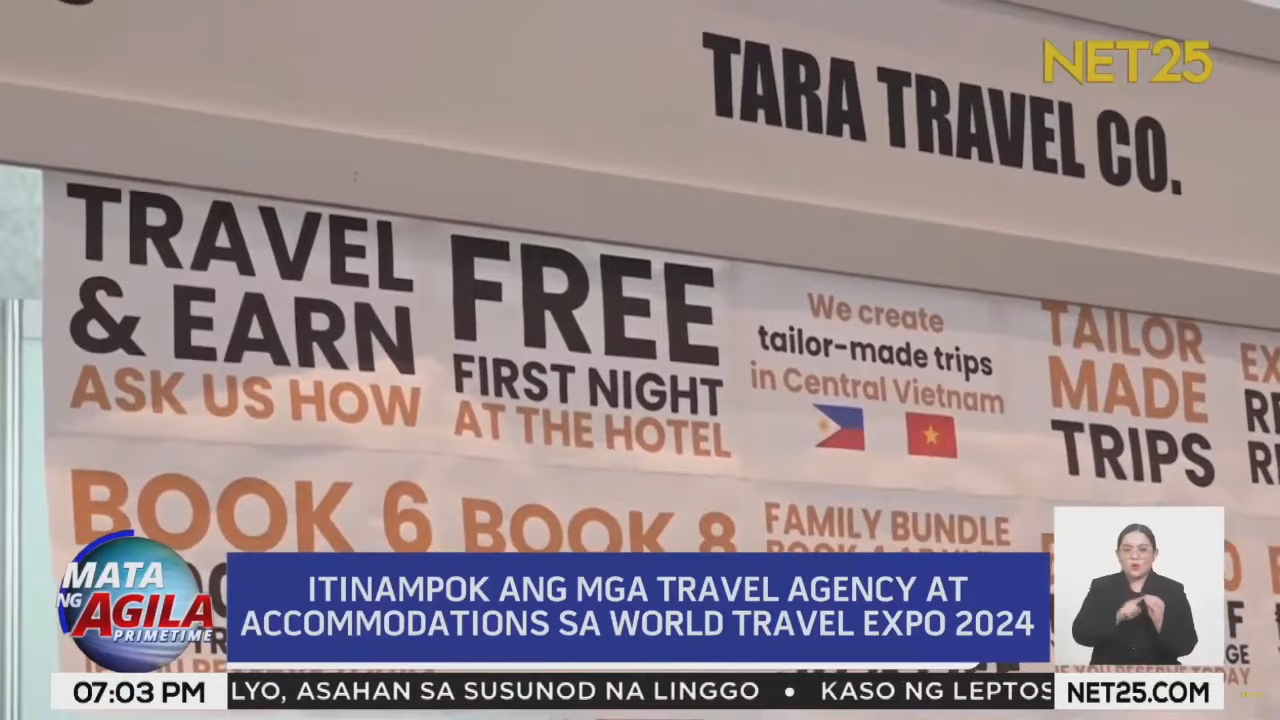 NET25
TARA TRAVEL CO.
TRAVEL
& EARN
ASK US HOW
FREE
FIRST NIGHT
AT THE HOTEL
We create
tailor-made trips
in Central Vietnam
TAILOR
MADE
TRIPS
BOOK 6
BOOK 8
FAMILY BUNDLE
ITINAMPOK ANG MGA TRAVEL AGENCY AT
ACCOMMODATIONS SA WORLD TRAVEL EXPO 2024
MATA
NG
AGILA
PRIMETIME
07:03 PM
LYO, ASAHAN SA SUSUNOD NA LINGGO • KASO NG LEPTOS
NET25.COM